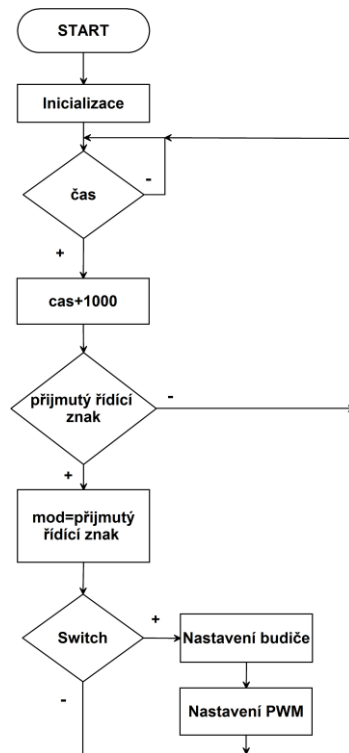 START
Inicializace
čas
-
+
cas+1000
přijmutý řídící
znak
-
+
mod=přijmutý
řídící znak
Switch
+
-
Nastavení budiče
Nastavení PWM